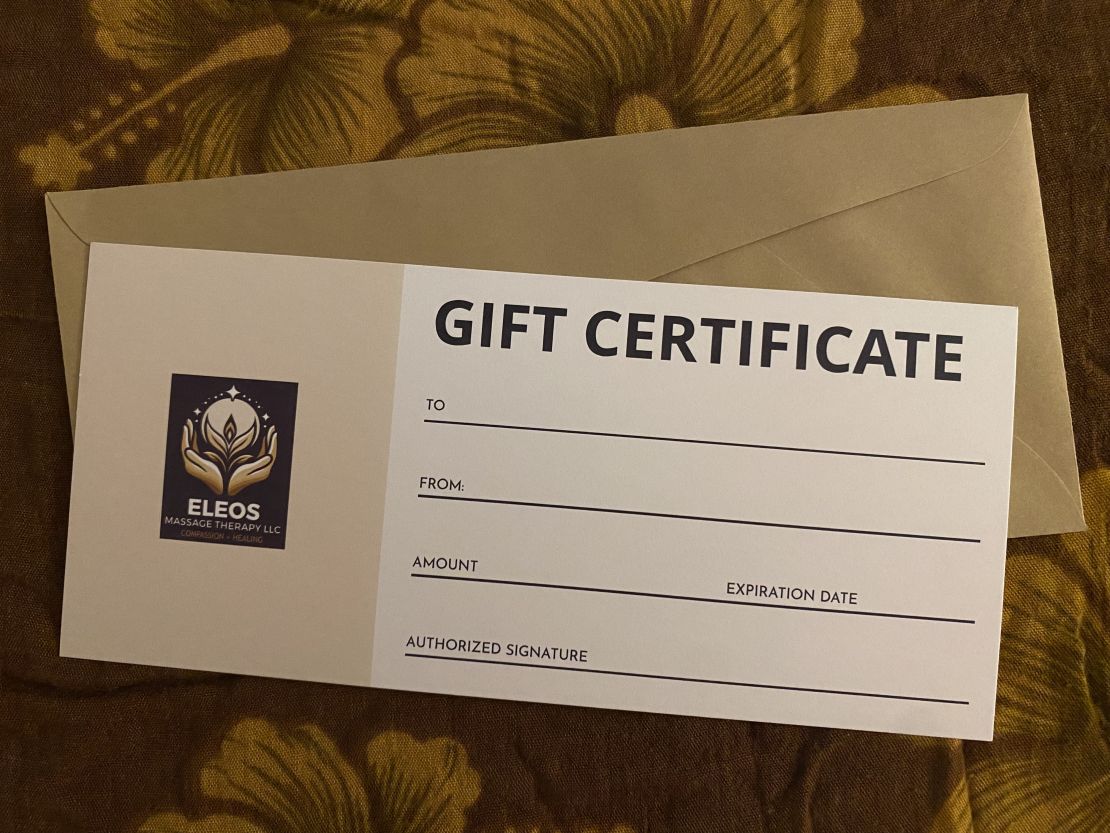 GIFT CERTIFICATE
TO
FROM:
AMOUNT
EXPIRATION DATE
AUTHORIZED SIGNATURE
ELEOS
MASSAGE THERAPY LLC
COMPASSION - HEALING